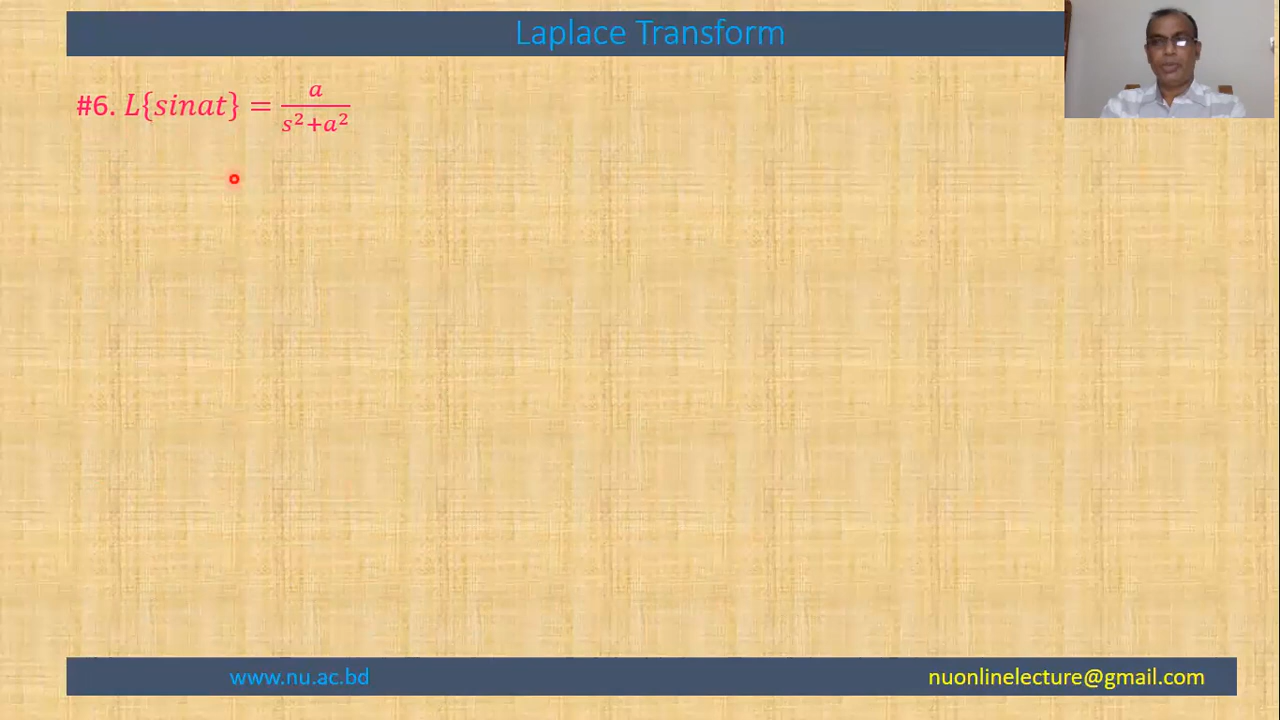 Laplace Transform
#6. L{sinat} = a/(s²+a²)
www.nu.ac.bd
nuonlinelecture@gmail.com